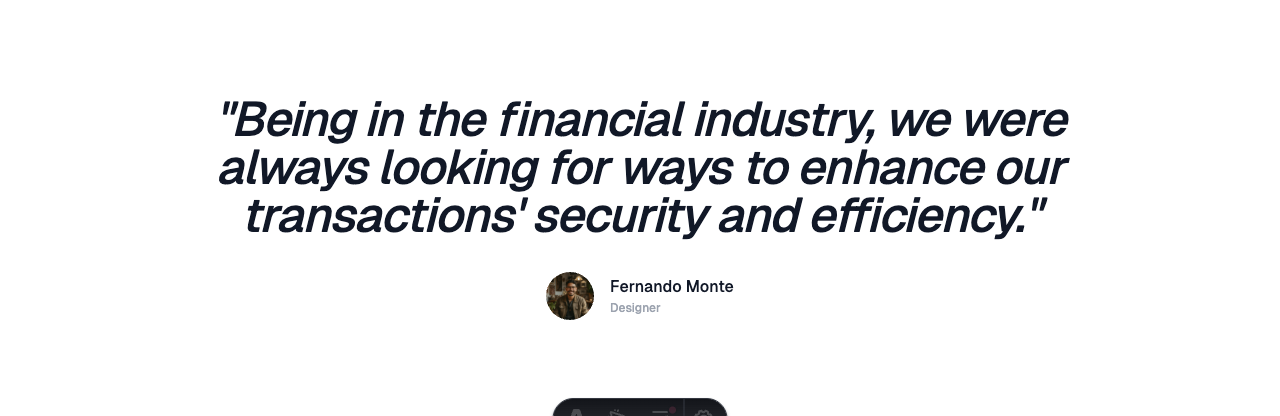 "Being in the financial industry, we were
always looking for ways to enhance our
transactions' security and efficiency."
Fernando Monte
Designer